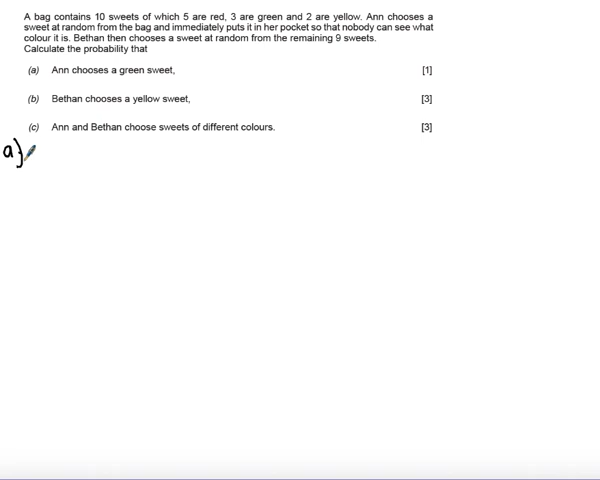 A bag contains 10 sweets of which 5 are red, 3 are green and 2 are yellow. Ann chooses a
sweet at random from the bag and immediately puts it in her pocket so that nobody can see what
colour it is. Bethan then chooses a sweet at random from the remaining 9 sweets.
Calculate the probability that
(a) Ann chooses a green sweet, [1]
(b) Bethan chooses a yellow sweet, [3]
(c) Ann and Bethan choose sweets of different colours. [3]
a)